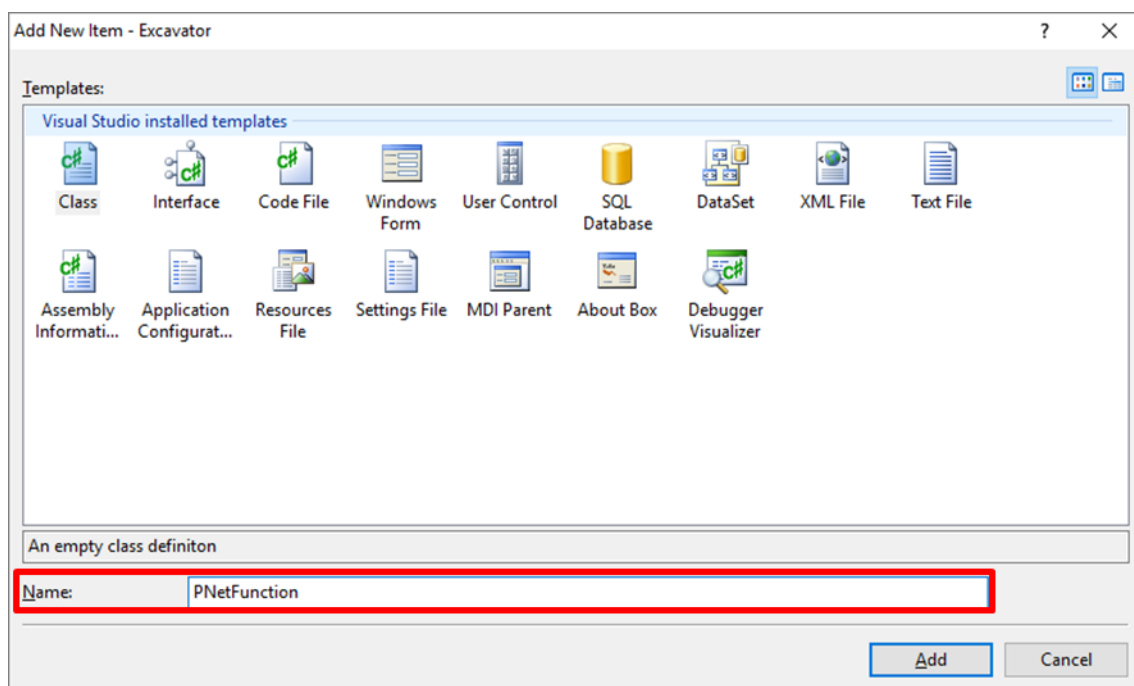 Add New Item - Excavator
?
Templates:
Visual Studio installed templates
Class
Interface
Code File
Windows
Form
User Control
SQL
Database
DataSet
XML File
Text File
Assembly
Informati...
Application
Configurat...
Resources
File
Settings File
MDI Parent
About Box
Debugger
Visualizer
An empty class definiton
Name:
PNetFunction
Add
Cancel